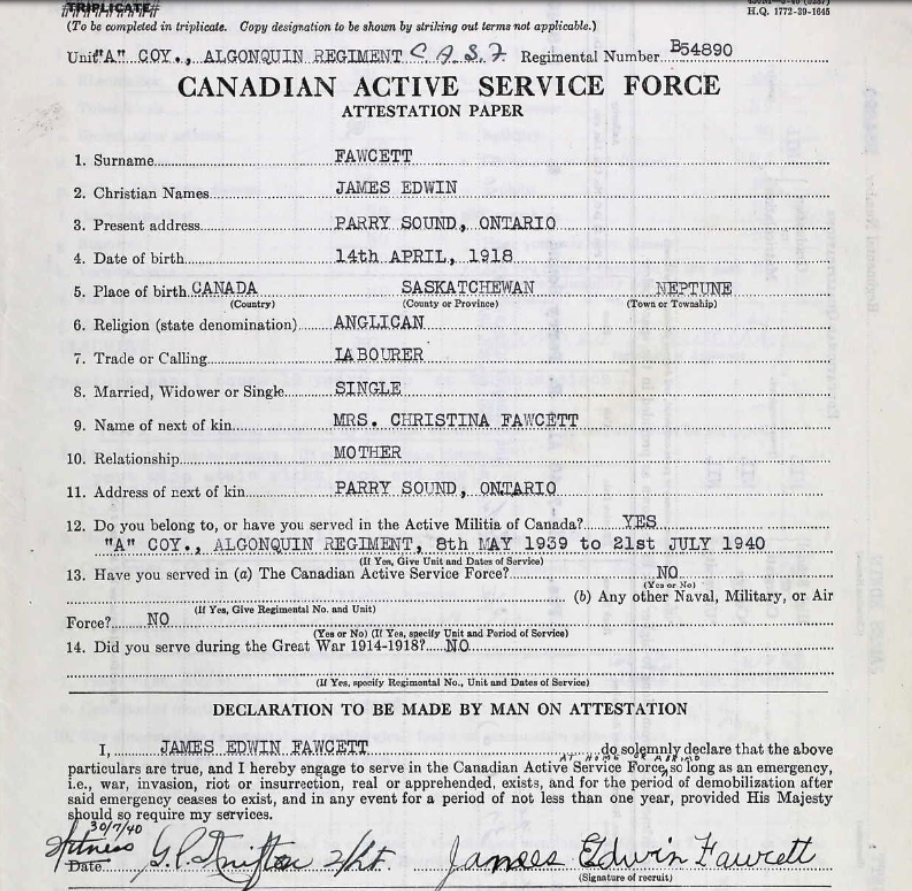 TRIPLICATE
H.Q. 1772-39-1645
(To be completed in triplicate. Copy designation to be shown by striking out terms not applicable.)
Unit "A" COY., ALGONQUIN REGIMENT C.A.S.F. Regimental Number B54890
CANADIAN ACTIVE SERVICE FORCE
ATTESTATION PAPER
1. Surname FAWCETT
2. Christian Names JAMES EDWIN
3. Present address PARRY SOUND, ONTARIO
4. Date of birth 14th APRIL, 1918
5. Place of birth CANADA SASKATCHEWAN NEPTUNE
(Country) (County or Province) (Town or Township)
6. Religion (state denomination) ANGLICAN
7. Trade or Calling LABOURER
8. Married, Widower or Single SINGLE
9. Name of next of kin MRS. CHRISTINA FAWCETT
10. Relationship MOTHER
11. Address of next of kin PARRY SOUND, ONTARIO
12. Do you belong to, or have you served in the Active Militia of Canada? YES
"A" COY., ALGONQUIN REGIMENT, 8th MAY 1939 to 21st JULY 1940
(If Yes, Give Unit and Dates of Service)
13. Have you served in (a) The Canadian Active Service Force? NO
(Yes or No)
(b) Any other Naval, Military, or Air
(If Yes, Give Regimental No. and Unit)
Force? NO
(Yes or No) (If Yes, specify Unit and Period of Service)
14. Did you serve during the Great War 1914-1918? NO
(If Yes, specify Regimental No., Unit and Dates of Service)
DECLARATION TO BE MADE BY MAN ON ATTESTATION
I, JAMES EDWIN FAWCETT do solemnly declare that the above
AT HOME OR ABROAD
particulars are true, and I hereby engage to serve in the Canadian Active Service Force, so long as an emergency,
i.e., war, invasion, riot or insurrection, real or apprehended, exists, and for the period of demobilization after
said emergency ceases to exist, and in any event for a period of not less than one year, provided His Majesty
should so require my services.
30/7/40
Witness
Date 2/Lt. James Edwin Fawcett
(Signature of recruit)